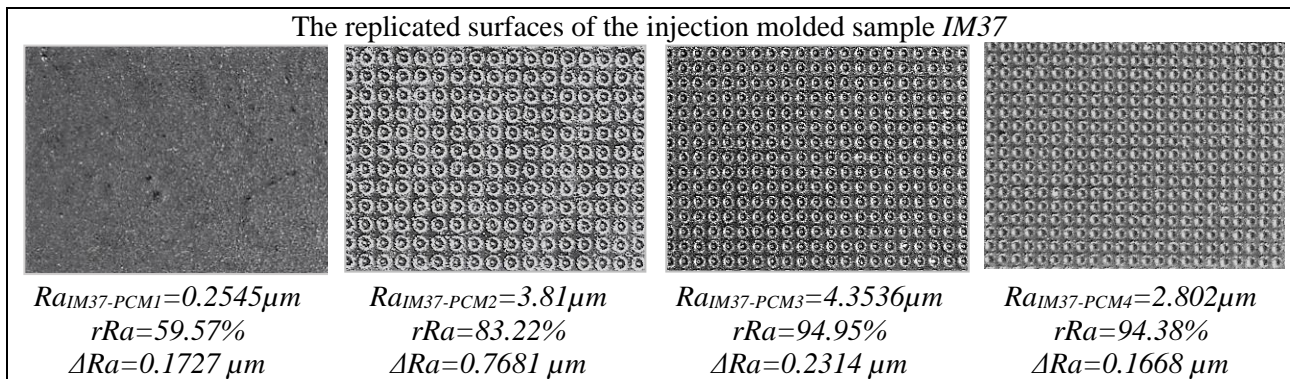 The replicated surfaces of the injection molded sample IM37
RaIM37-PCM1=0.2545µm RaIM37-PCM2=3.81µm RaIM37-PCM3=4.3536µm RaIM37-PCM4=2.802µm
rRa=59.57% rRa=83.22% rRa=94.95% rRa=94.38%
ΔRa=0.1727 µm ΔRa=0.7681 µm ΔRa=0.2314 µm ΔRa=0.1668 µm